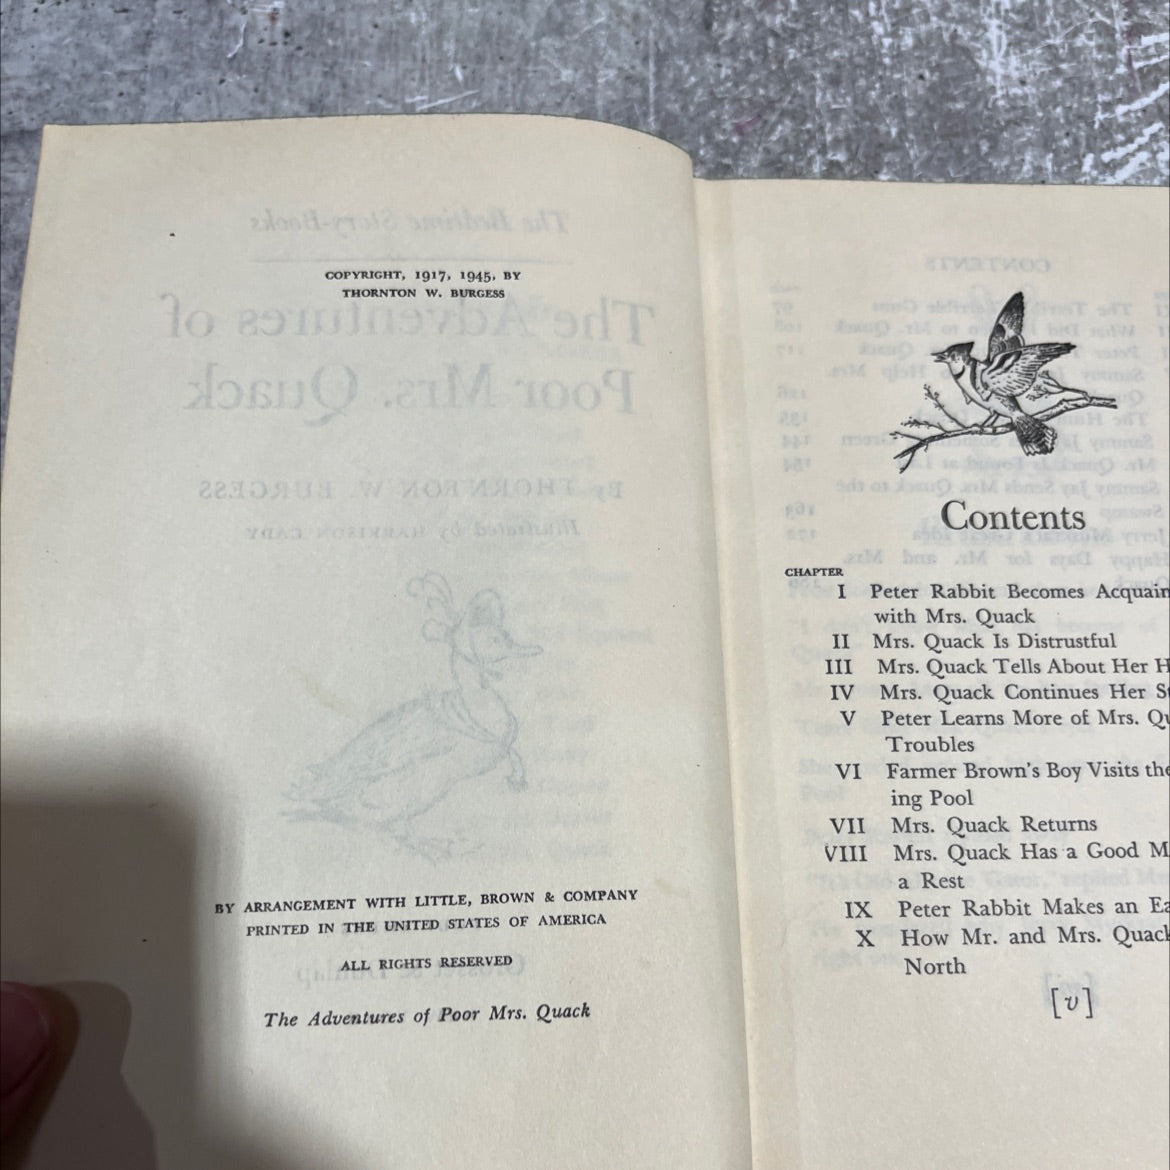 COPYRIGHT, 1917, 1945, BY
THORNTON W. BURGESS
BY ARRANGEMENT WITH LITTLE, BROWN & COMPANY
PRINTED IN THE UNITED STATES OF AMERICA
ALL RIGHTS RESERVED
The Adventures of Poor Mrs. Quack
Contents
CHAPTER
I Peter Rabbit Becomes Acquain
with Mrs. Quack
II Mrs. Quack Is Distrustful
III Mrs. Quack Tells About Her H
IV Mrs. Quack Continues Her S
V Peter Learns More of Mrs. Qu
Troubles
VI Farmer Brown's Boy Visits the
ing Pool
VII Mrs. Quack Returns
VIII Mrs. Quack Has a Good M
a Rest
IX Peter Rabbit Makes an Ea
X How Mr. and Mrs. Quack
North
[v]